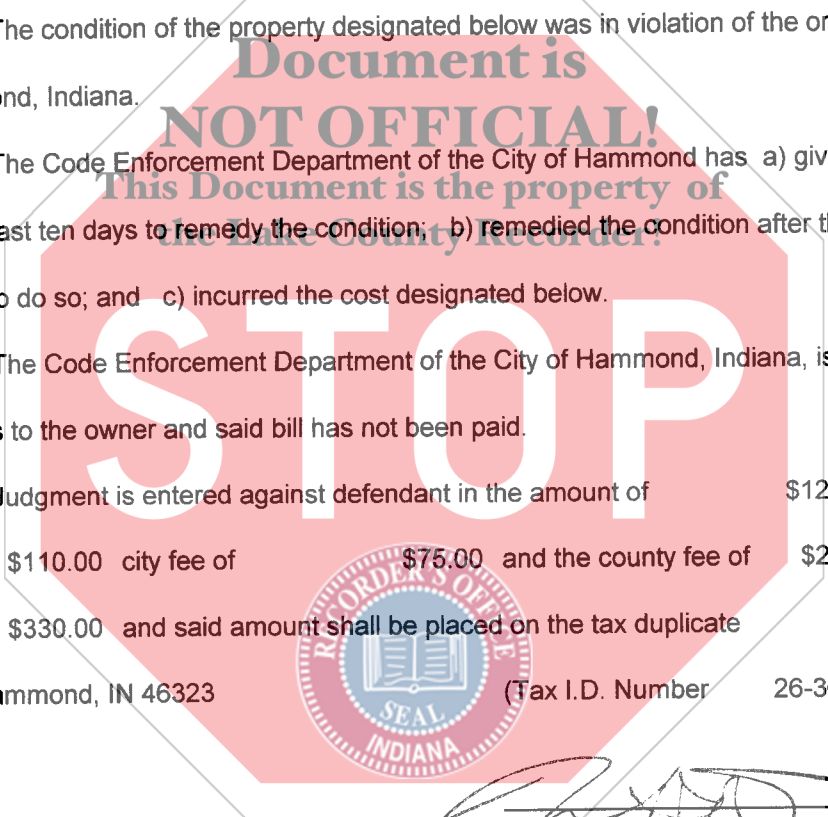 The condition of the property designated below was in violation of the or
Document is
ond, Indiana.
NOT OFFICIAL!
The Code Enforcement Department of the City of Hammond has a) giv
This Document is the property of
ast ten days to remedy the condition; b) remedied the condition after th
the Lake County Recorder!
o do so; and c) incurred the cost designated below.
STOP
The Code Enforcement Department of the City of Hammond, Indiana, is
s to the owner and said bill has not been paid.
Judgment is entered against defendant in the amount of $12
$110.00 city fee of $75.00 and the county fee of $2
RECORDER'S OFFICE
$330.00 and said amount shall be placed on the tax duplicate
ammond, IN 46323 (Tax I.D. Number 26-3
SEAL
INDIANA